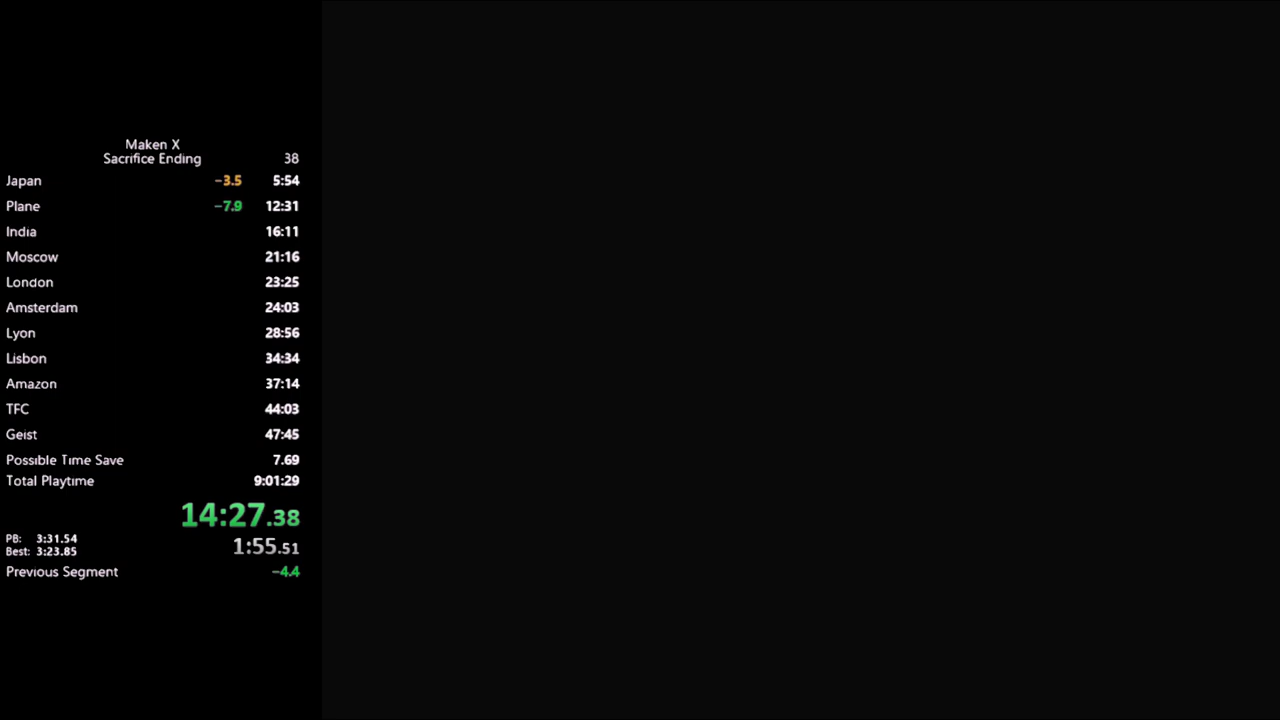 Maken X
Sacrifice Ending 38
Japan -3.5 5:54
Plane -7.9 12:31
India 16:11
Moscow 21:16
London 23:25
Amsterdam 24:03
Lyon 28:56
Lisbon 34:34
Amazon 37:14
TFC 44:03
Geist 47:45
Possible Time Save 7.69
Total Playtime 9:01:29
14:27.38
PB: 3:31.54
Best: 3:23.85
1:55.51
Previous Segment -4.4